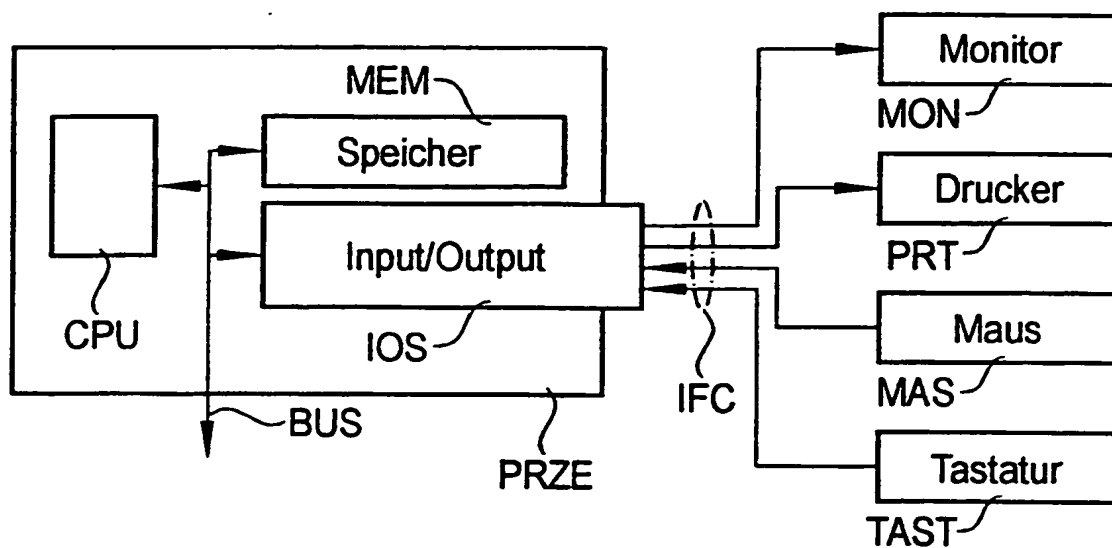 Monitor
MON
MEM
Speicher
Drucker
PRT
Input/Output
CPU
IOS
IFC
Maus
MAS
BUS
PRZE
Tastatur
TAST